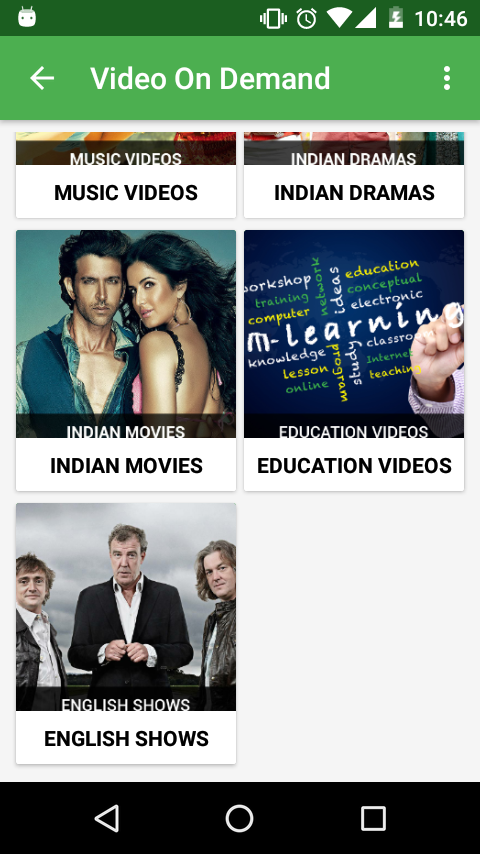 10:46
Video On Demand
MUSIC VIDEOS
INDIAN DRAMAS
MUSIC VIDEOS
INDIAN DRAMAS
INDIAN MOVIES
INDIAN MOVIES
workshop
network
ideas
education
training
conceptual
computer
electronic
m-learning
knowledge
program
study
classroo
lesson
Internet
online
teaching
EDUCATION VIDEOS
EDUCATION VIDEOS
ENGLISH SHOWS
ENGLISH SHOWS